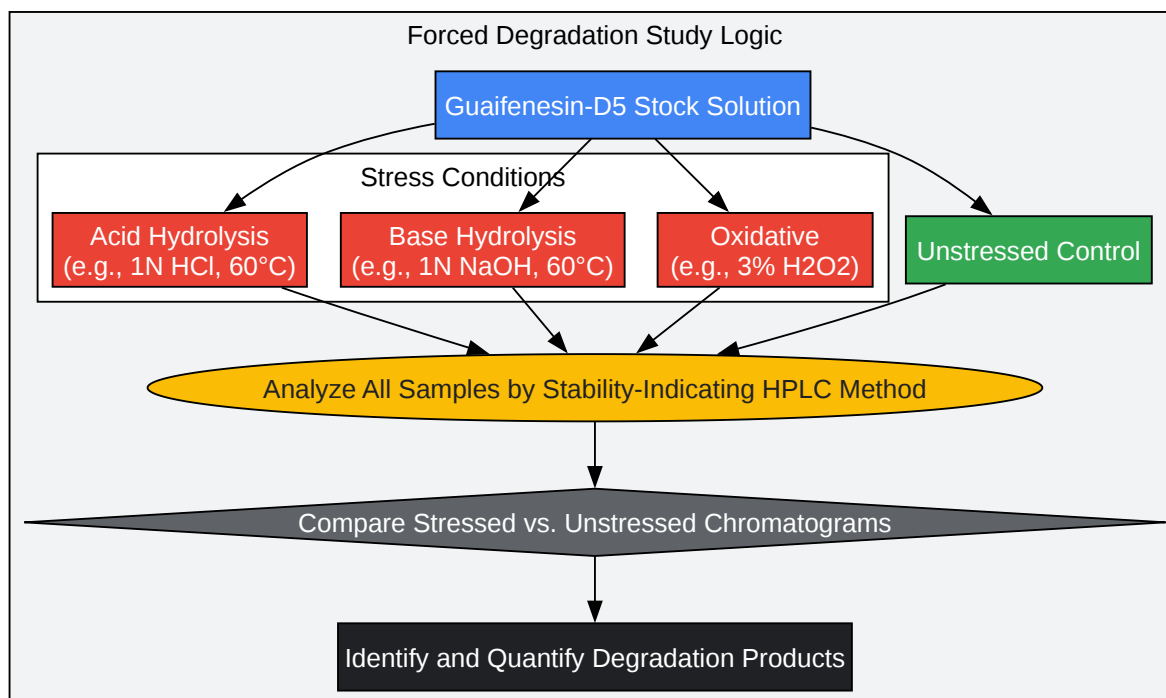 Forced Degradation Study Logic
Guaifenesin-D5 Stock Solution
Stress Conditions
Acid Hydrolysis
(e.g., 1N HCl, 60°C)
Base Hydrolysis
(e.g., 1N NaOH, 60°C)
Oxidative
(e.g., 3% H2O2)
Unstressed Control
Analyze All Samples by Stability-Indicating HPLC Method
Compare Stressed vs. Unstressed Chromatograms
Identify and Quantify Degradation Products